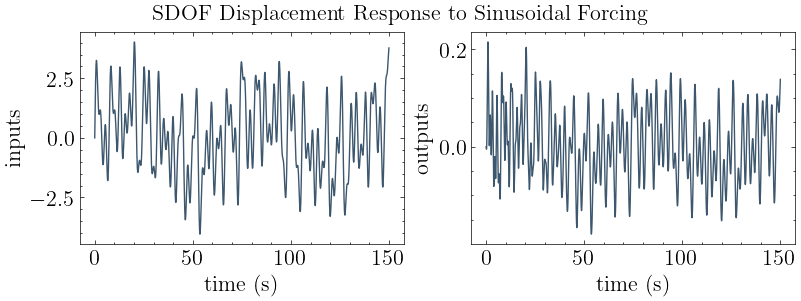 SDOF Displacement Response to Sinusoidal Forcing
inputs
2.5
0.0
−2.5
0
50
100
150
time (s)
outputs
0.2
0.0
0
50
100
150
time (s)